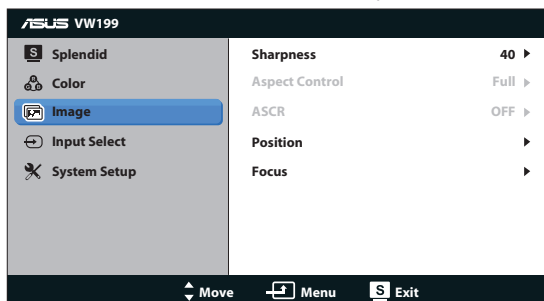 ASUS VW199
S Splendid
Color
Image
Input Select
System Setup
Sharpness 40
Aspect Control Full
ASCR OFF
Position
Focus
Move Menu S Exit